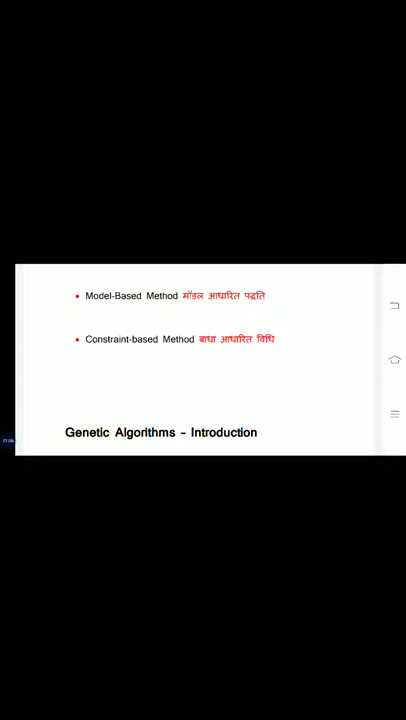 Model-Based Method मॉडल आधारित पद्धति
Constraint-based Method बाधा आधारित विधि
Genetic Algorithms - Introduction